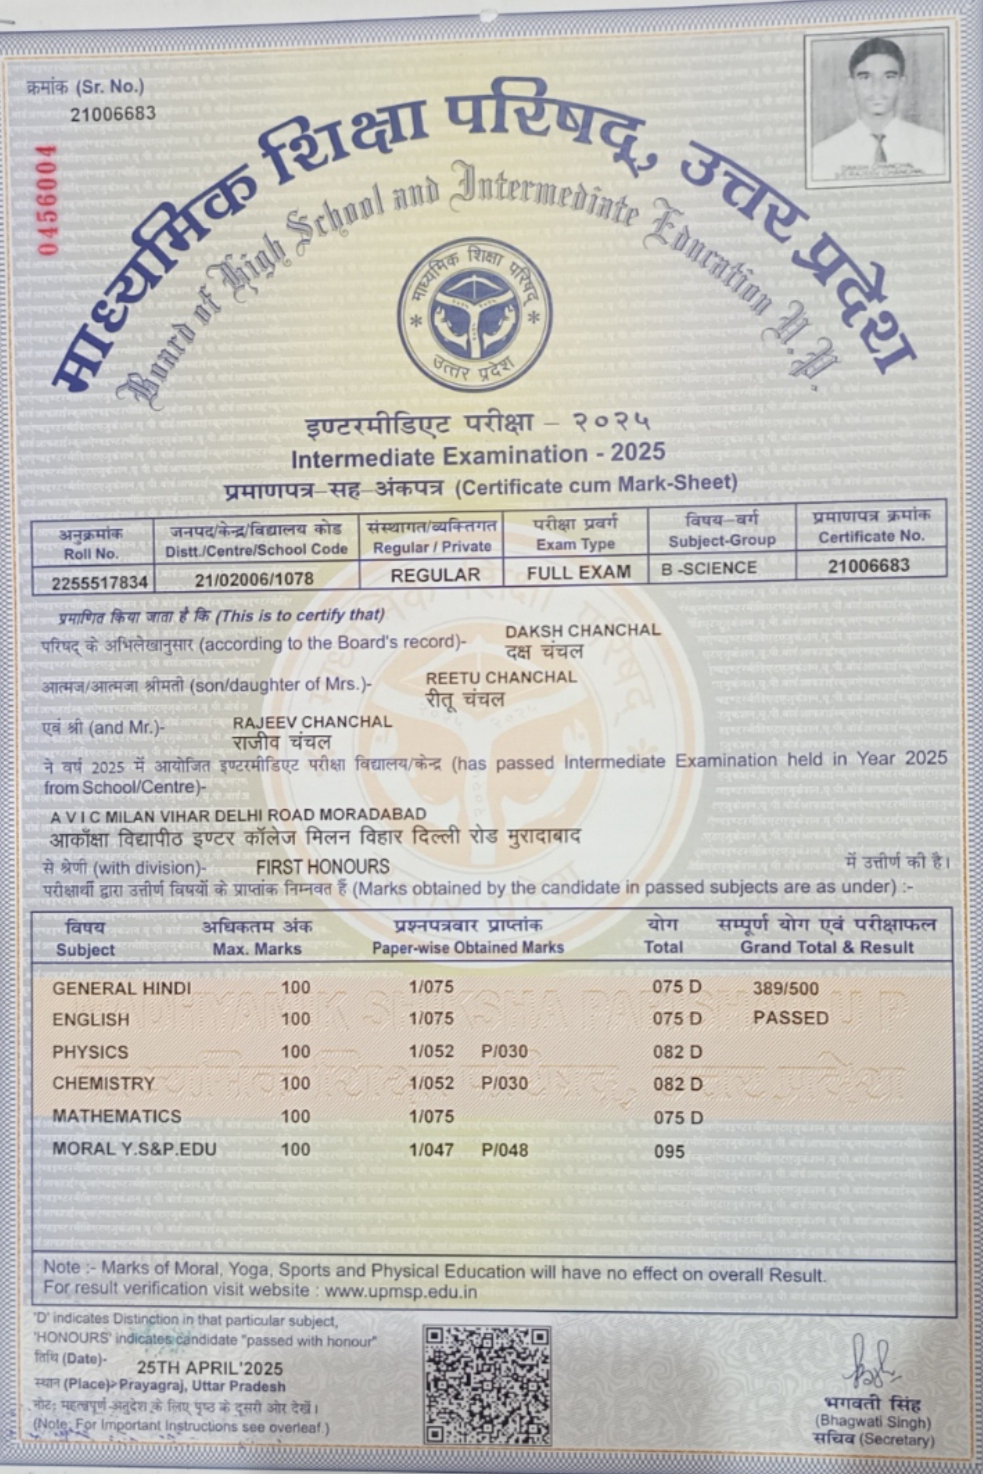 क्रमांक (Sr. No.)
21006683
0456004
माध्यमिक शिक्षा परिषद्, उत्तर प्रदेश
Board of High School and Intermediate Education U.P.
DAKSH CHANCHAL
माध्यमिक शिक्षा परिषद्
उत्तर प्रदेश
इण्टरमीडिएट परीक्षा – २०२५
Intermediate Examination - 2025
प्रमाणपत्र–सह–अंकपत्र (Certificate cum Mark-Sheet)
अनुक्रमांक जनपद/केन्द्र/विद्यालय कोड संस्थागत/व्यक्तिगत परीक्षा प्रवर्ग विषय–वर्ग प्रमाणपत्र क्रमांक
Roll No. Distt./Centre/School Code Regular / Private Exam Type Subject-Group Certificate No.
2255517834 21/02006/1078 REGULAR FULL EXAM B -SCIENCE 21006683
प्रमाणित किया जाता है कि (This is to certify that)
परिषद् के अभिलेखानुसार (according to the Board's record)- DAKSH CHANCHAL
दक्ष चंचल
आत्मज/आत्मजा श्रीमती (son/daughter of Mrs.)- REETU CHANCHAL
रीतू चंचल
एवं श्री (and Mr.)- RAJEEV CHANCHAL
राजीव चंचल
ने वर्ष 2025 में आयोजित इण्टरमीडिएट परीक्षा विद्यालय/केन्द्र (has passed Intermediate Examination held in Year 2025
from School/Centre)-
A V I C MILAN VIHAR DELHI ROAD MORADABAD
आकाँक्षा विद्यापीठ इण्टर कॉलेज मिलन विहार दिल्ली रोड मुरादाबाद
से श्रेणी (with division)- FIRST HONOURS में उत्तीर्ण की है।
परीक्षार्थी द्वारा उत्तीर्ण विषयों के प्राप्तांक निम्नवत हैं (Marks obtained by the candidate in passed subjects are as under) :-
विषय अधिकतम अंक प्रश्नपत्रवार प्राप्तांक योग सम्पूर्ण योग एवं परीक्षाफल
Subject Max. Marks Paper-wise Obtained Marks Total Grand Total & Result
GENERAL HINDI 100 1/075 075 D 389/500
ENGLISH 100 1/075 075 D PASSED
PHYSICS 100 1/052 P/030 082 D
CHEMISTRY 100 1/052 P/030 082 D
MATHEMATICS 100 1/075 075 D
MORAL Y.S&P.EDU 100 1/047 P/048 095
Note :- Marks of Moral, Yoga, Sports and Physical Education will have no effect on overall Result.
For result verification visit website : www.upmsp.edu.in
'D' indicates Distinction in that particular subject,
'HONOURS' indicates candidate "passed with honour"
तिथि (Date)- 25TH APRIL'2025
स्थान (Place)- Prayagraj, Uttar Pradesh
नोट: महत्वपूर्ण अनुदेश के लिए पृष्ठ के दूसरी ओर देखें।
(Note: For Important Instructions see overleaf.)
भगवती सिंह
(Bhagwati Singh)
सचिव (Secretary)